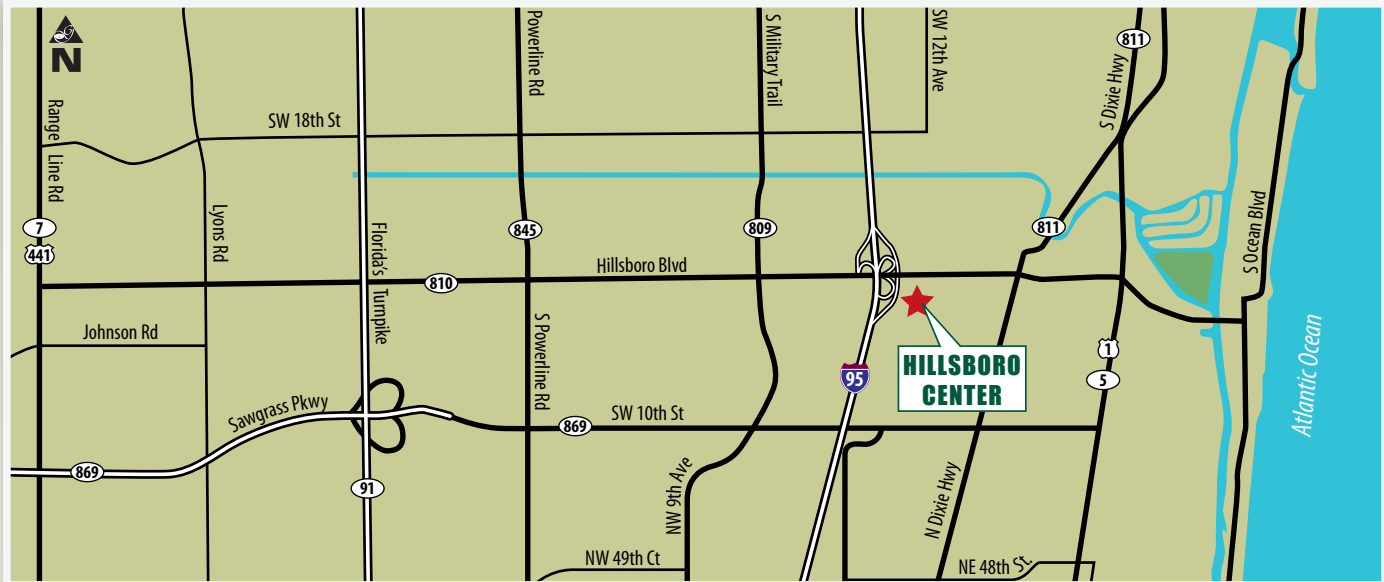 N
Range
Line Rd
7
441
SW 18th St
Lyons Rd
Florida's
Turnpike
Powerline Rd
845
S Military Trail
809
SW 12th Ave
811
S Dixie Hwy
811
S Ocean Blvd
Hillsboro Blvd
810
Johnson Rd
S Powerline Rd
HILLSBORO
CENTER
95
1
5
Atlantic Ocean
Sawgrass Pkwy
SW 10th St
869
869
91
NW 9th Ave
N Dixie Hwy
NW 49th Ct
NE 48th St.